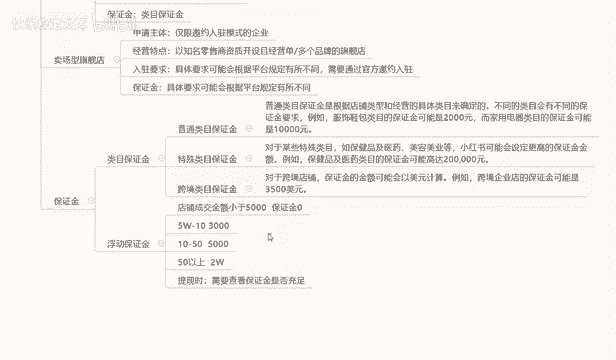 保证金：类目保证金
申请主体：仅限邀约入驻模式的企业
经营特点：以知名零售商资质开设且经营单/多个品牌的旗舰店
卖场型旗舰店
入驻要求：具体要求可能会根据平台规定有所不同，需要通过官方邀约入驻
保证金：具体要求可能会根据平台规定有所不同
普通类目保证金是根据店铺类型和经营的具体类目来确定的。不同的类目会有不同的保
证金要求，例如，服饰鞋包类目的保证金可能是2000元，而家用电器类目的保证金可能
是10000元。
普通类目保证金
对于某些特殊类目，如保健品及医药、美容美业等，小红书可能会设定更高的保证金金
额。例如，保健品及医药类目的保证金可能高达200,000元。
类目保证金
特殊类目保证金
对于跨境店铺，保证金的金额可能会以美元计算。例如，跨境企业店的保证金可能是
3500美元。
跨境类目保证金
保证金
店铺成交金额小于5000 保证金0
5W-10 3000
浮动保证金
10-50 5000
50以上 2W
提现时：需要查看保证金是否充足